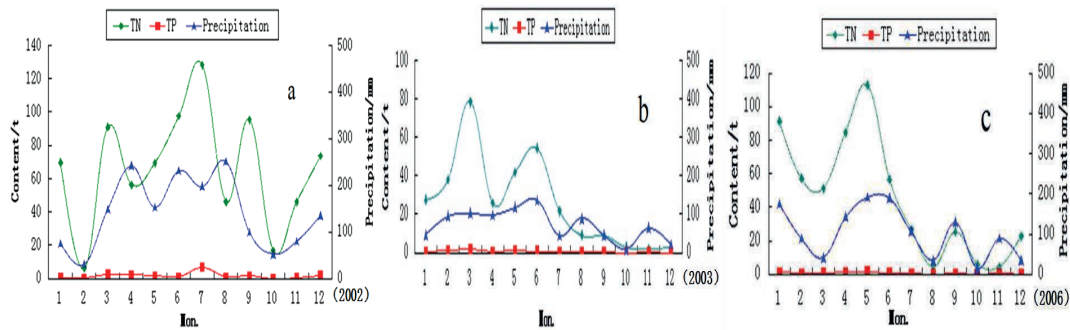 TN TP Precipitation
a
Content/t
140
120
100
80
60
40
20
0
500
400
300
200
100
0
Precipitation/mm
1 2 3 4 5 6 7 8 9 10 11 12 (2002)
Mon.
TN TP Precipitation
b
Content/t
100
80
60
40
20
0
500
400
300
200
100
0
Precipitation/mm
1 2 3 4 5 6 7 8 9 10 11 12 (2003)
Mon.
TN TP Precipitation
c
Content/t
120
100
80
60
40
20
0
500
400
300
200
100
0
Precipitation/mm
1 2 3 4 5 6 7 8 9 10 11 12 (2006)
Mon.